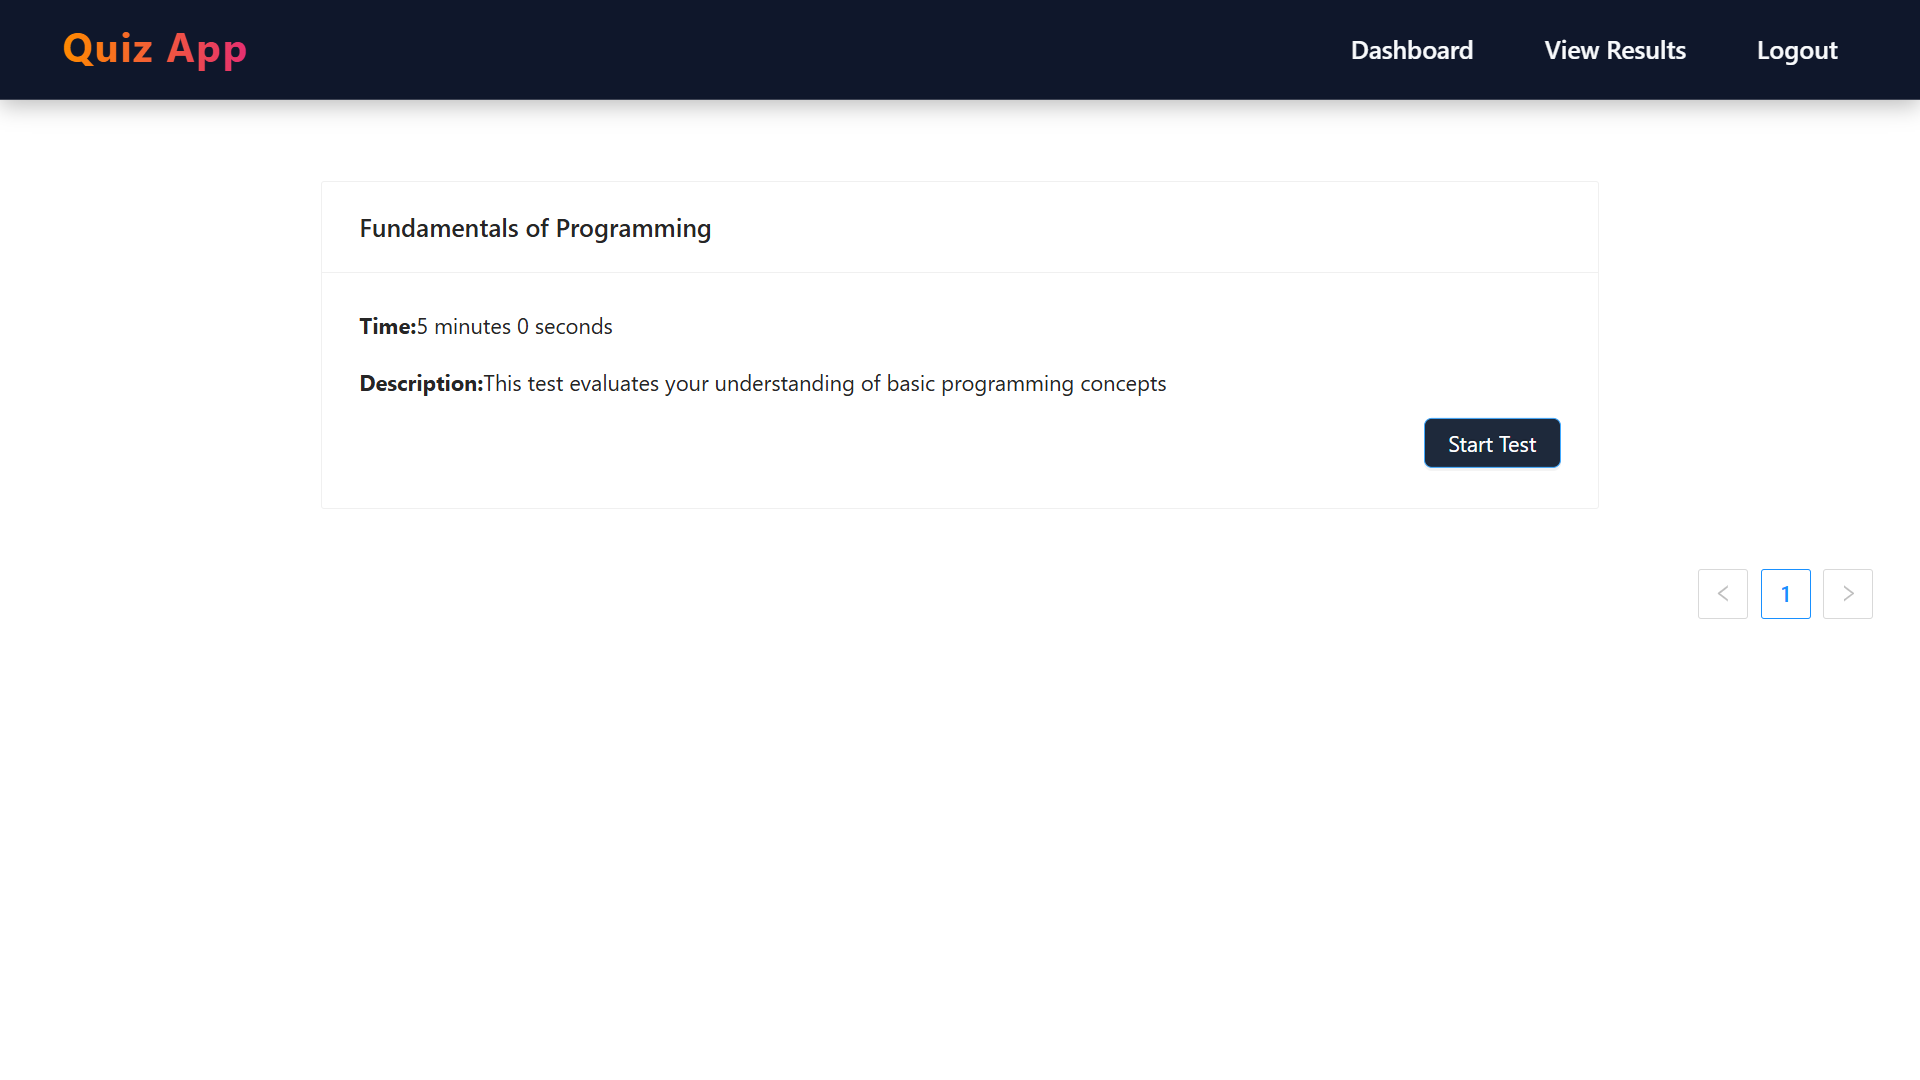 Quiz App
Dashboard
View Results
Logout
Fundamentals of Programming
Time:5 minutes 0 seconds
Description:This test evaluates your understanding of basic programming concepts
Start Test
< 1 >